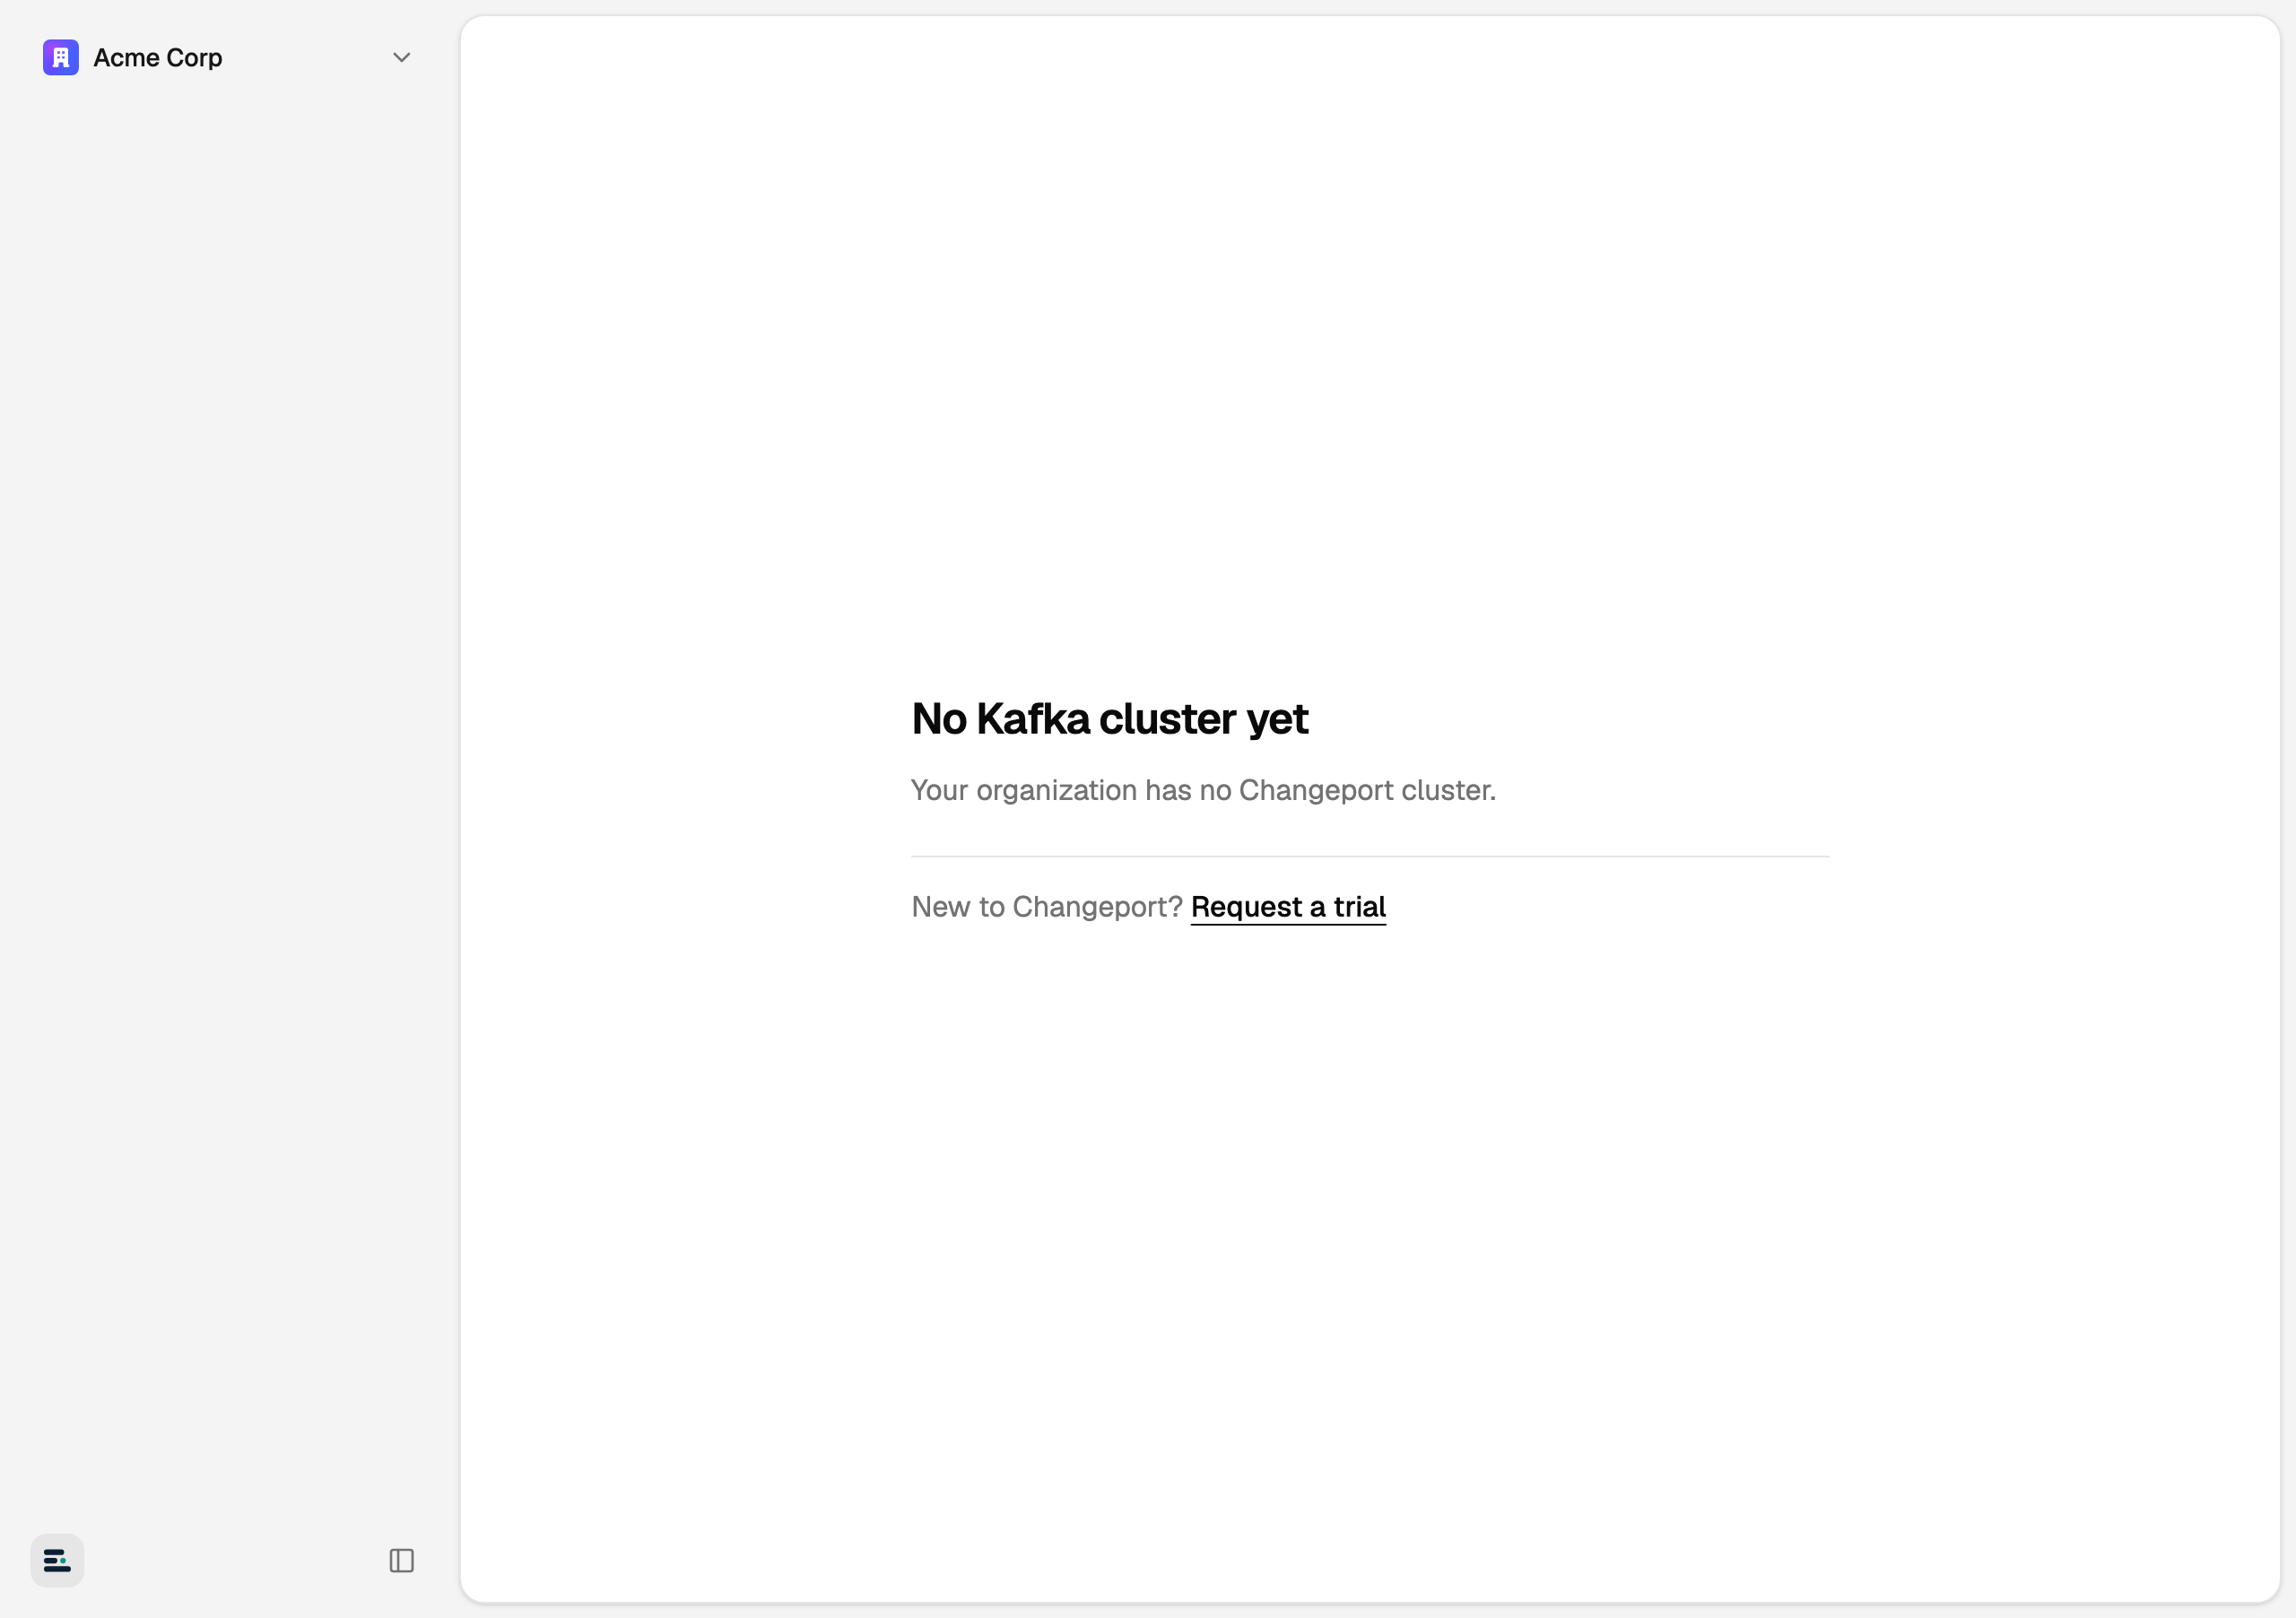 Acme Corp
No Kafka cluster yet
Your organization has no Changeport cluster.
New to Changeport? Request a trial